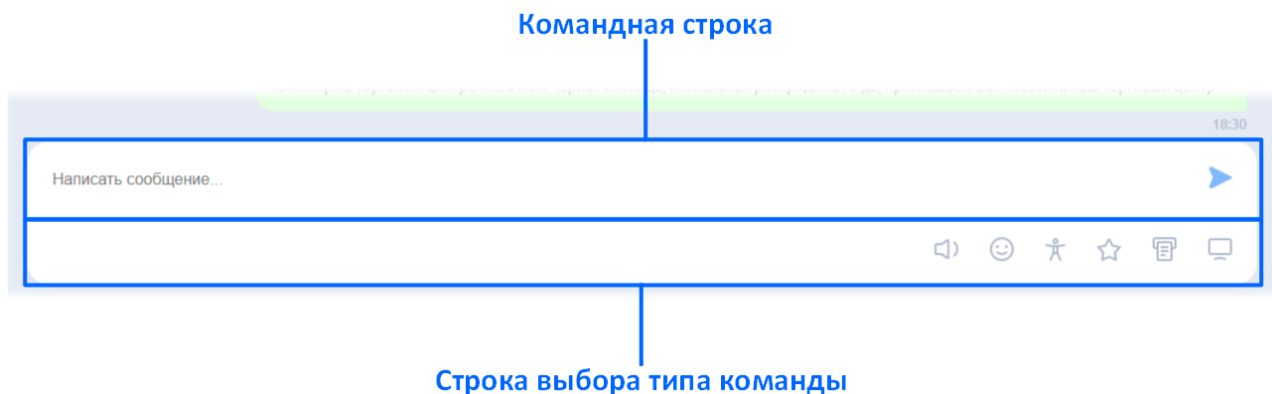 Командная строка
18:30
Написать сообщение...
Строка выбора типа команды